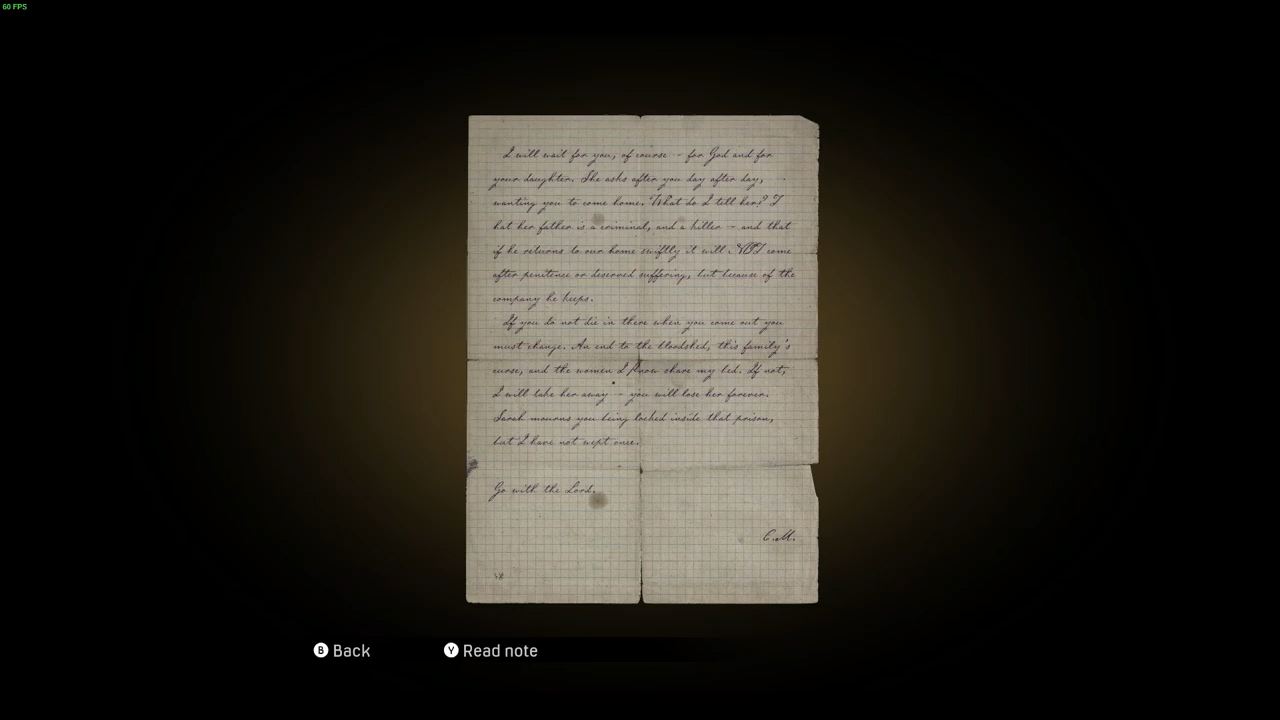 60 FPS
I will wait for you, of course - for God and for
your daughter. She asks after you day after day,
wanting you to come home. What do I tell her? T
hat her father is a criminal, and a killer - and that
if he returns to our home swiftly it will NOT come
after penitence or deserved suffering, but because of the
company he keeps.
If you do not die in there when you come out you
must change. An end to the bloodshed, this family's
curse, and the women I know share my bed. If not,
I will take her away - you will lose her forever.
Sarah mourns you being locked inside that prison,
but I have not wept once.
Go with the Lord.
C.M.
B Back
Y Read note